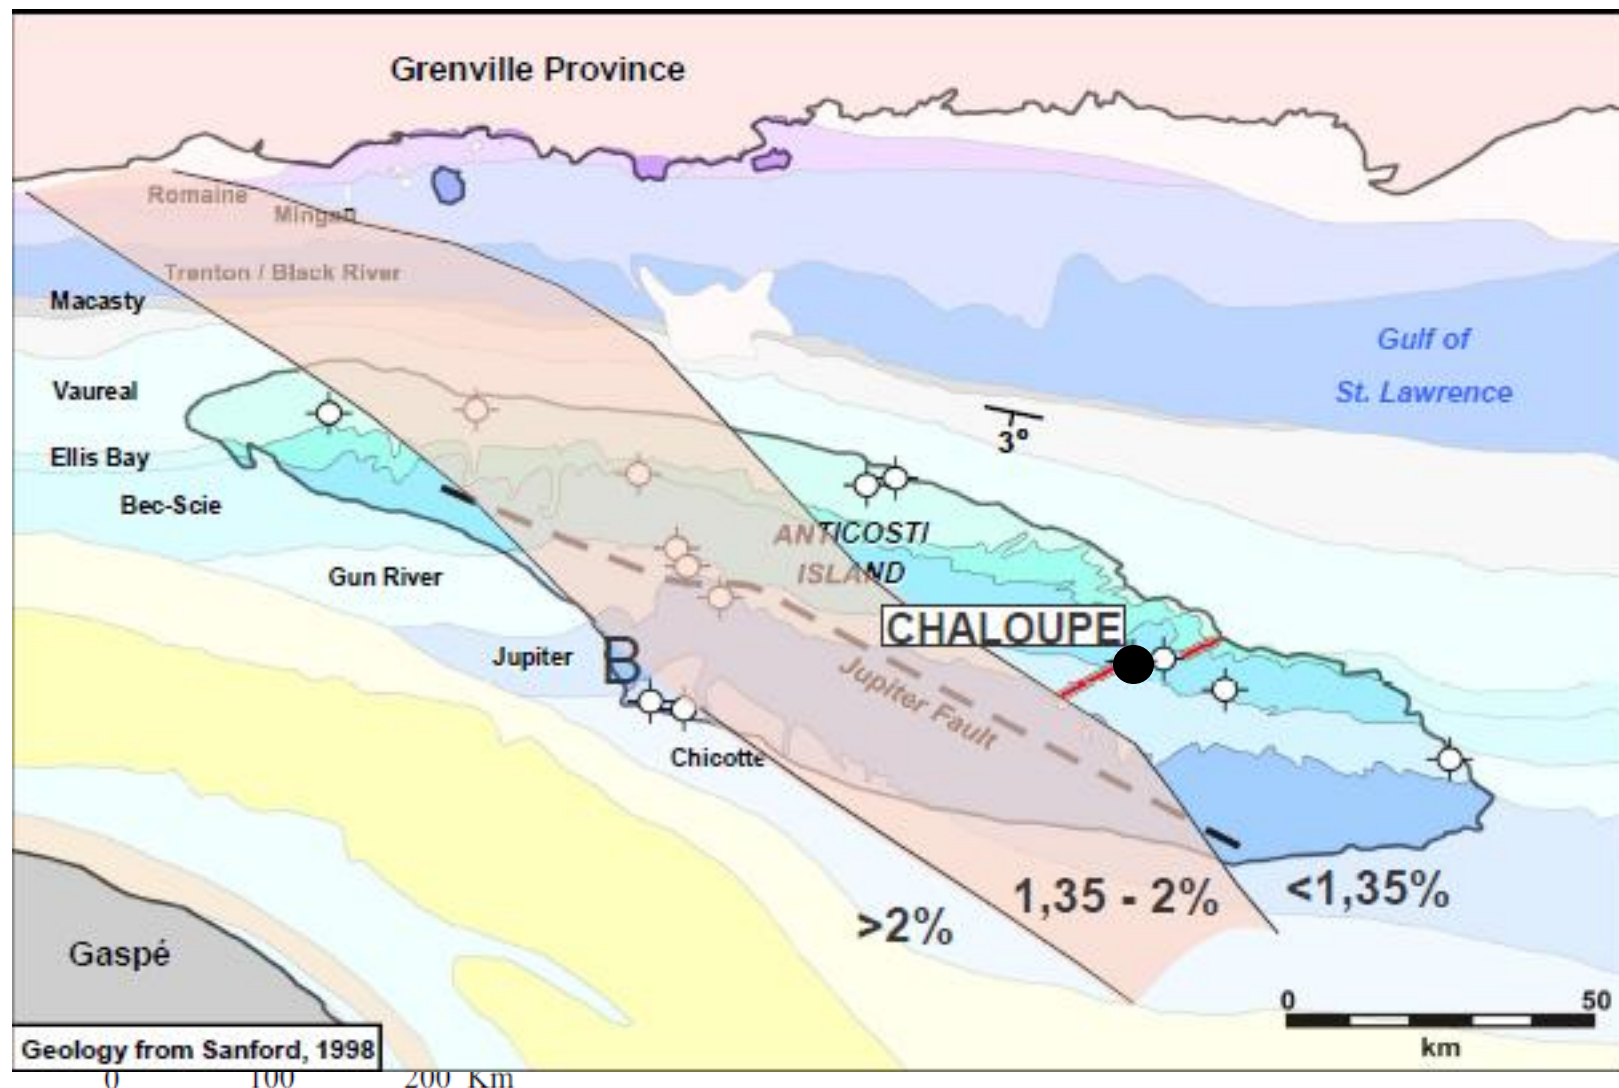 Grenville Province
Romaine
Mingan
Trenton / Black River
Macasty
Gulf of
St. Lawrence
Vaureal
3°
Ellis Bay
Bec-Scie
ANTICOSTI
ISLAND
Gun River
CHALOUPE
Jupiter
B
Jupiter Fault
Chicotte
1,35 - 2%
<1,35%
>2%
Gaspé
0 50
km
Geology from Sanford, 1998
0 100 200 Km